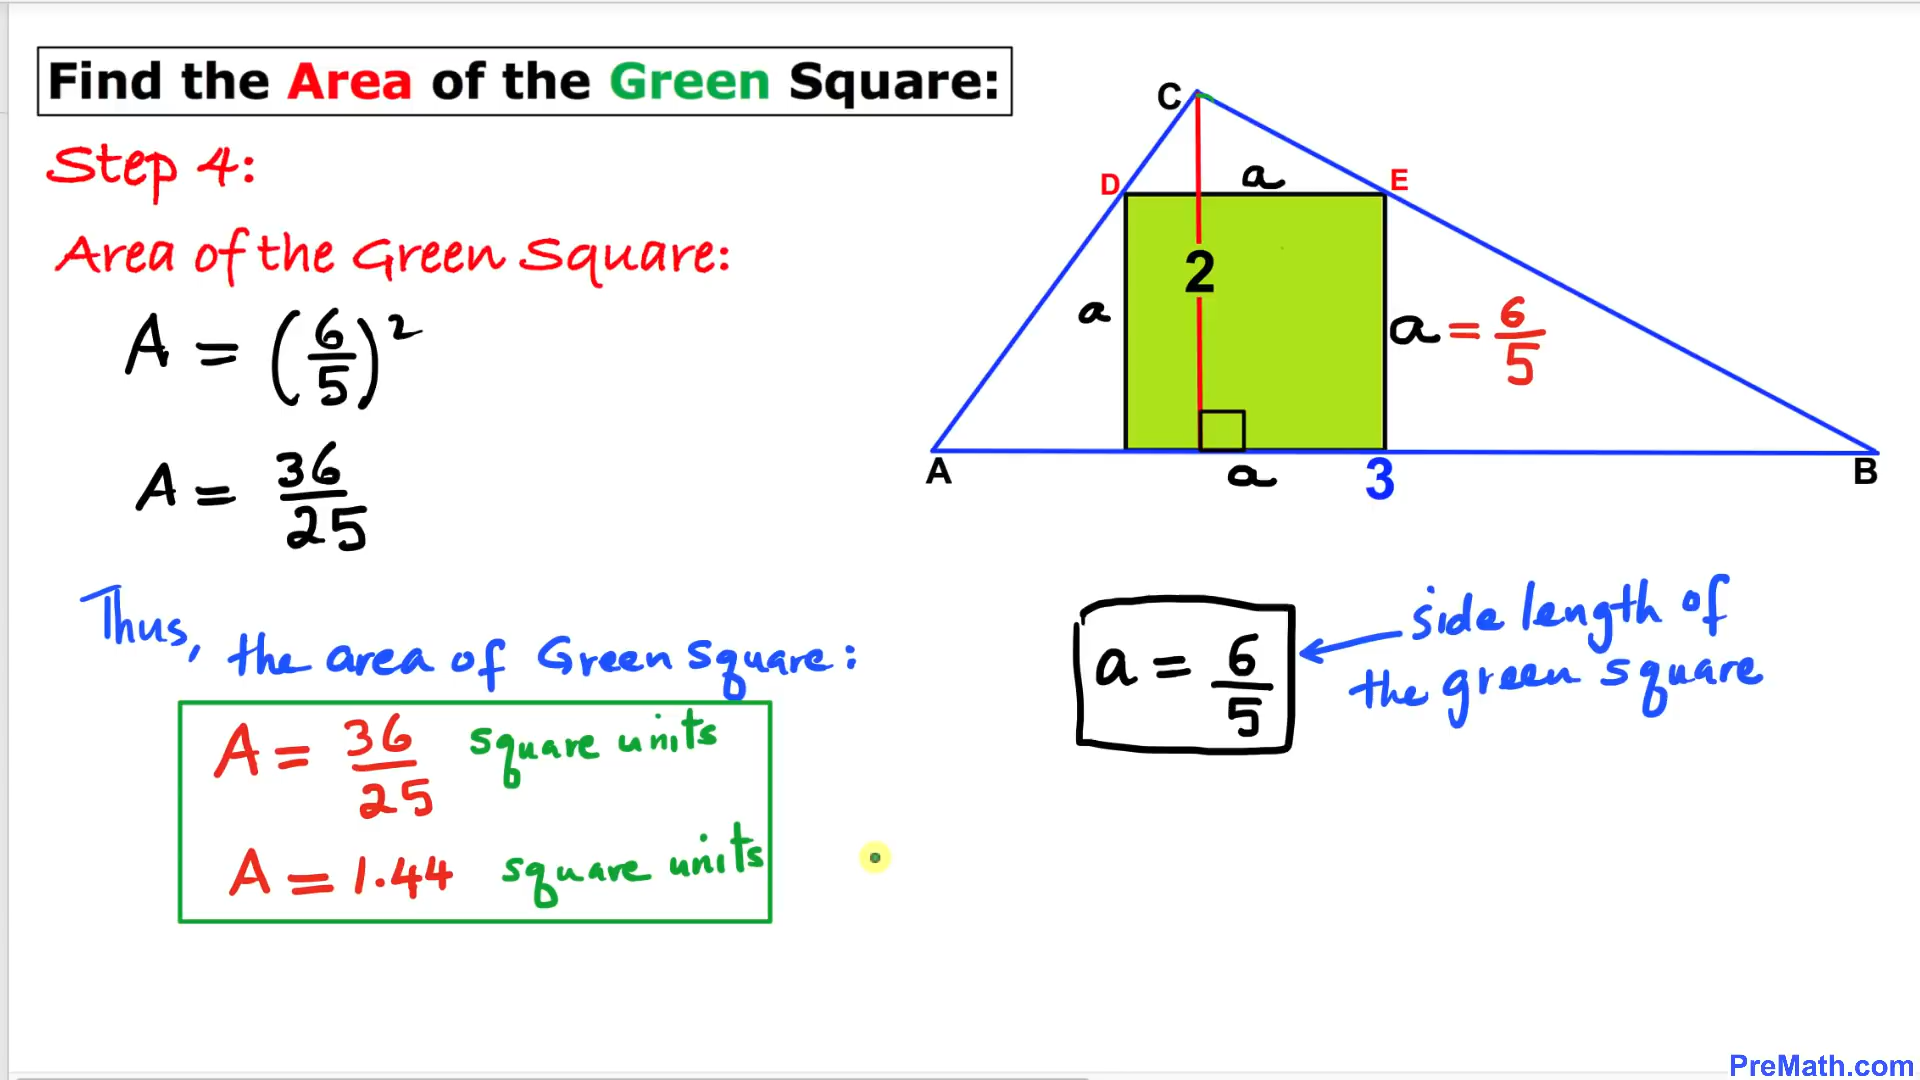 Find the Area of the Green Square:
Step 4:
Area of the Green Square:
A = (6/5)²
A = 36/25
Thus, the area of Green square:
A = 36/25 square units
A = 1.44 square units
C
D
a
E
2
a
a = 6/5
A
a
3
B
a = 6/5
side length of
the green square
PreMath.com